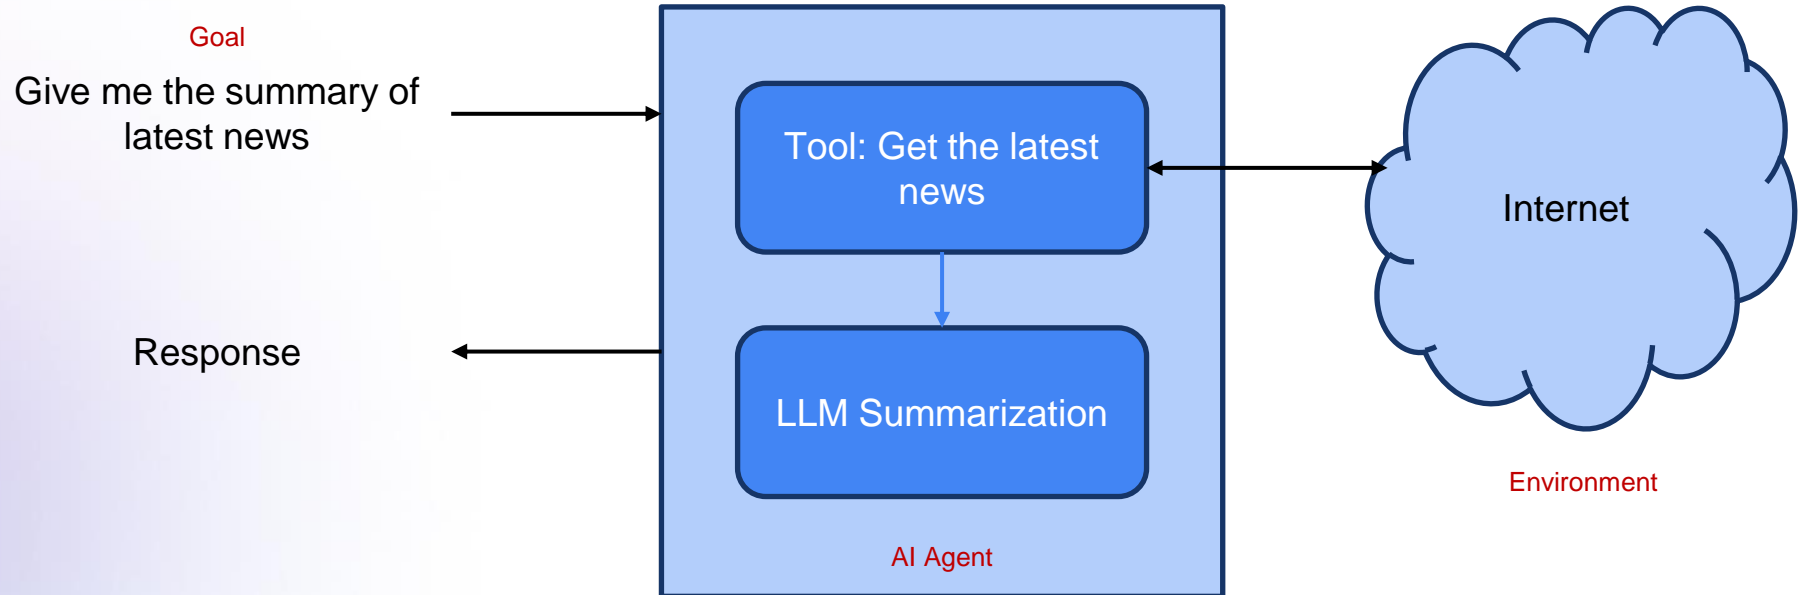 Goal
Give me the summary of
latest news
Response
Tool: Get the latest
news
LLM Summarization
AI Agent
Internet
Environment